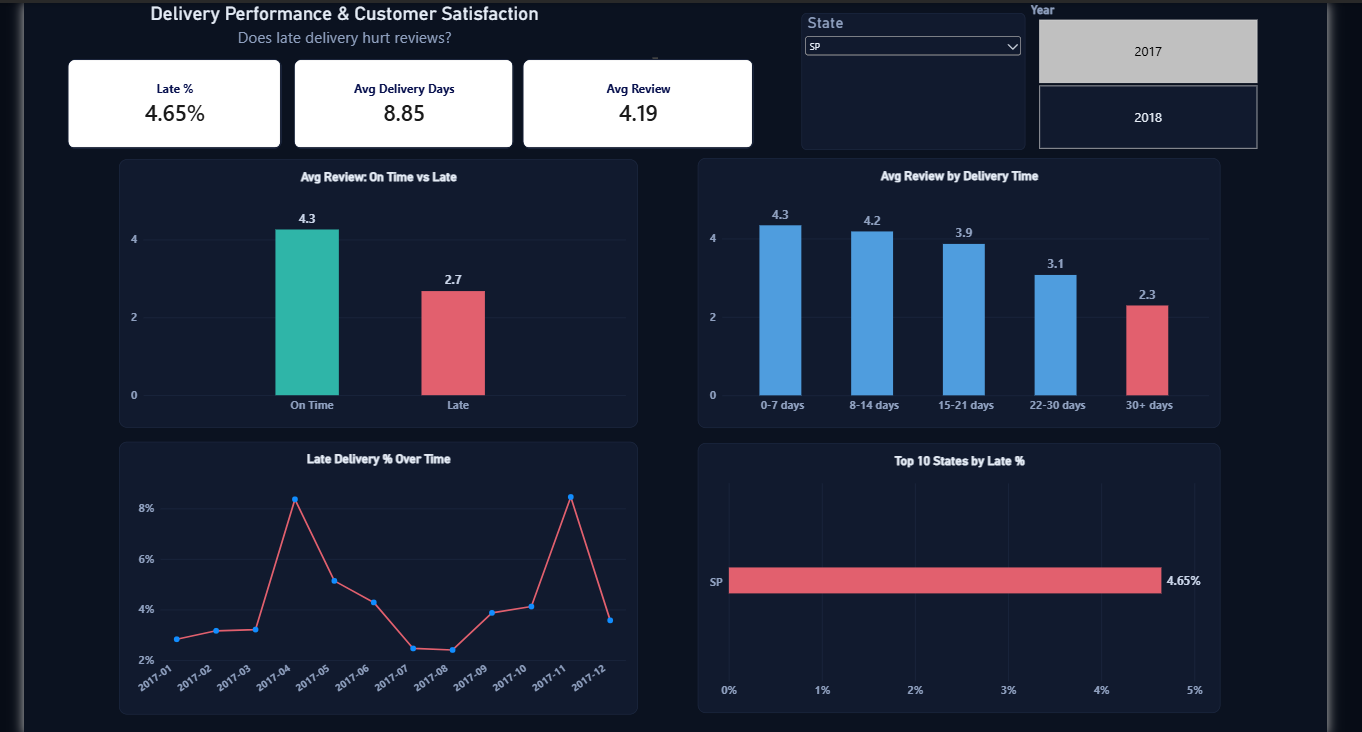 Delivery Performance & Customer Satisfaction
Does late delivery hurt reviews?
State
SP
Year
2017
2018
Late %
4.65%
Avg Delivery Days
8.85
Avg Review
4.19
Avg Review: On Time vs Late
4
2
0
4.3
2.7
On Time
Late
Avg Review by Delivery Time
4
2
0
4.3
4.2
3.9
3.1
2.3
0-7 days
8-14 days
15-21 days
22-30 days
30+ days
Late Delivery % Over Time
8%
6%
4%
2%
2017-01
2017-02
2017-03
2017-04
2017-05
2017-06
2017-07
2017-08
2017-09
2017-10
2017-11
2017-12
Top 10 States by Late %
SP
4.65%
0%
1%
2%
3%
4%
5%